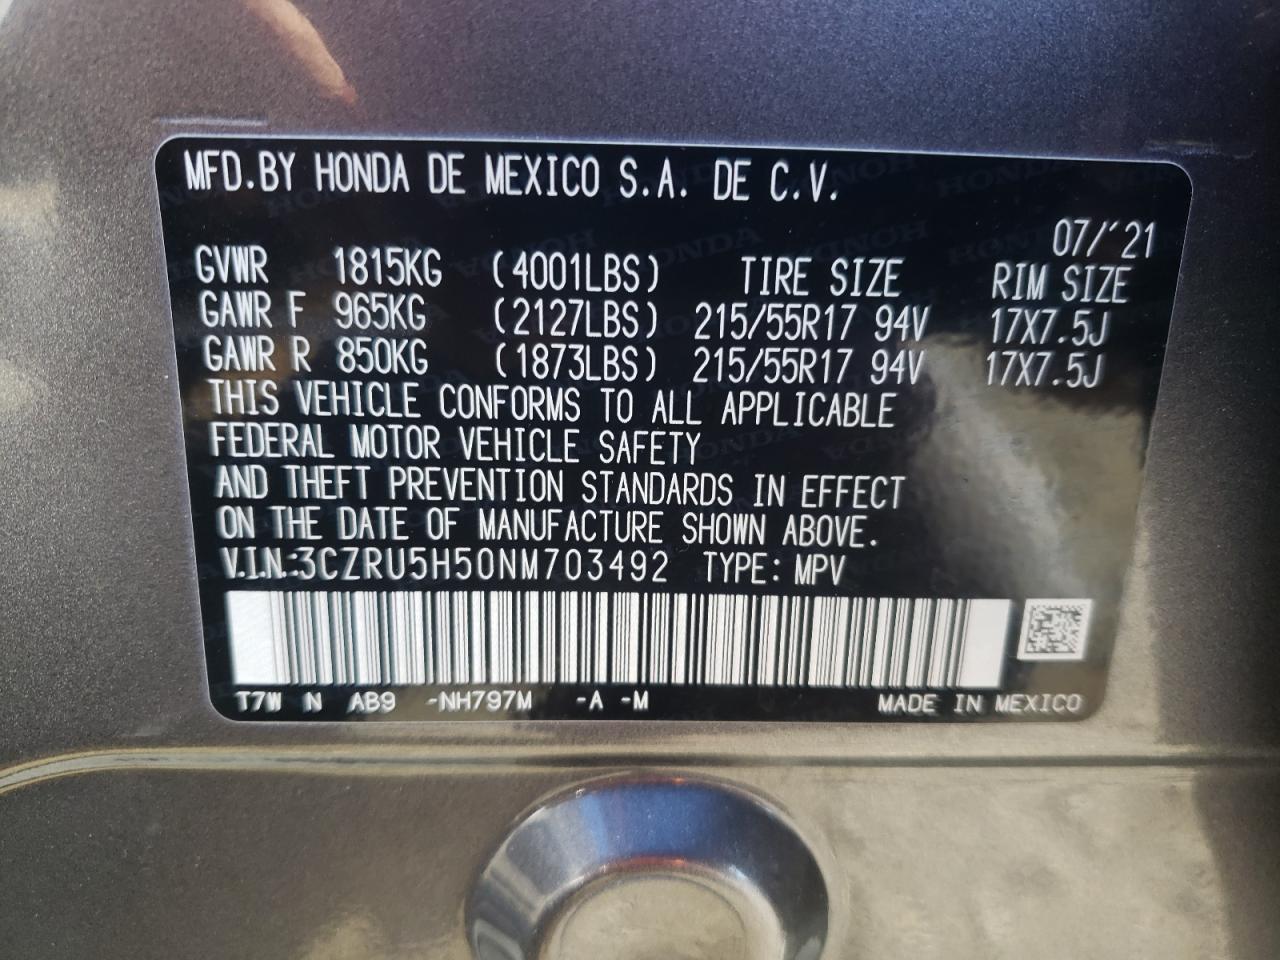 MFD.BY HONDA DE MEXICO S.A. DE C.V.
07/'21
GVWR 1815KG (4001LBS) TIRE SIZE RIM SIZE
GAWR F 965KG (2127LBS) 215/55R17 94V 17X7.5J
GAWR R 850KG (1873LBS) 215/55R17 94V 17X7.5J
THIS VEHICLE CONFORMS TO ALL APPLICABLE
FEDERAL MOTOR VEHICLE SAFETY
AND THEFT PREVENTION STANDARDS IN EFFECT
ON THE DATE OF MANUFACTURE SHOWN ABOVE.
V.I.N.:3CZRU5H50NM703492 TYPE: MPV
T7W N AB9 -NH797M -A -M MADE IN MEXICO